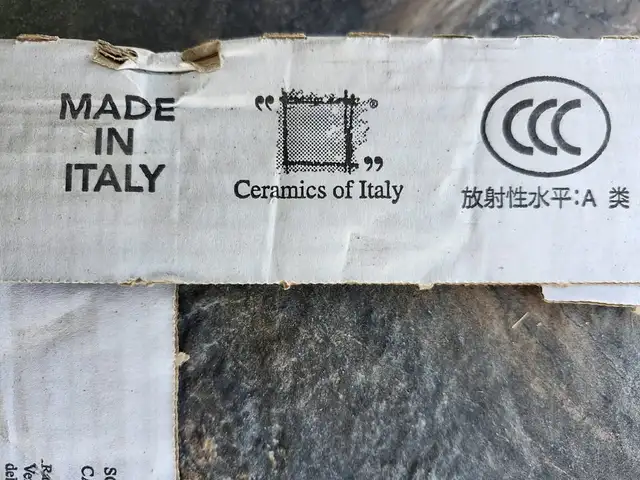 MADE
IN
ITALY
“ ® ”
Ceramics of Italy
CCC
放射性水平:A 类